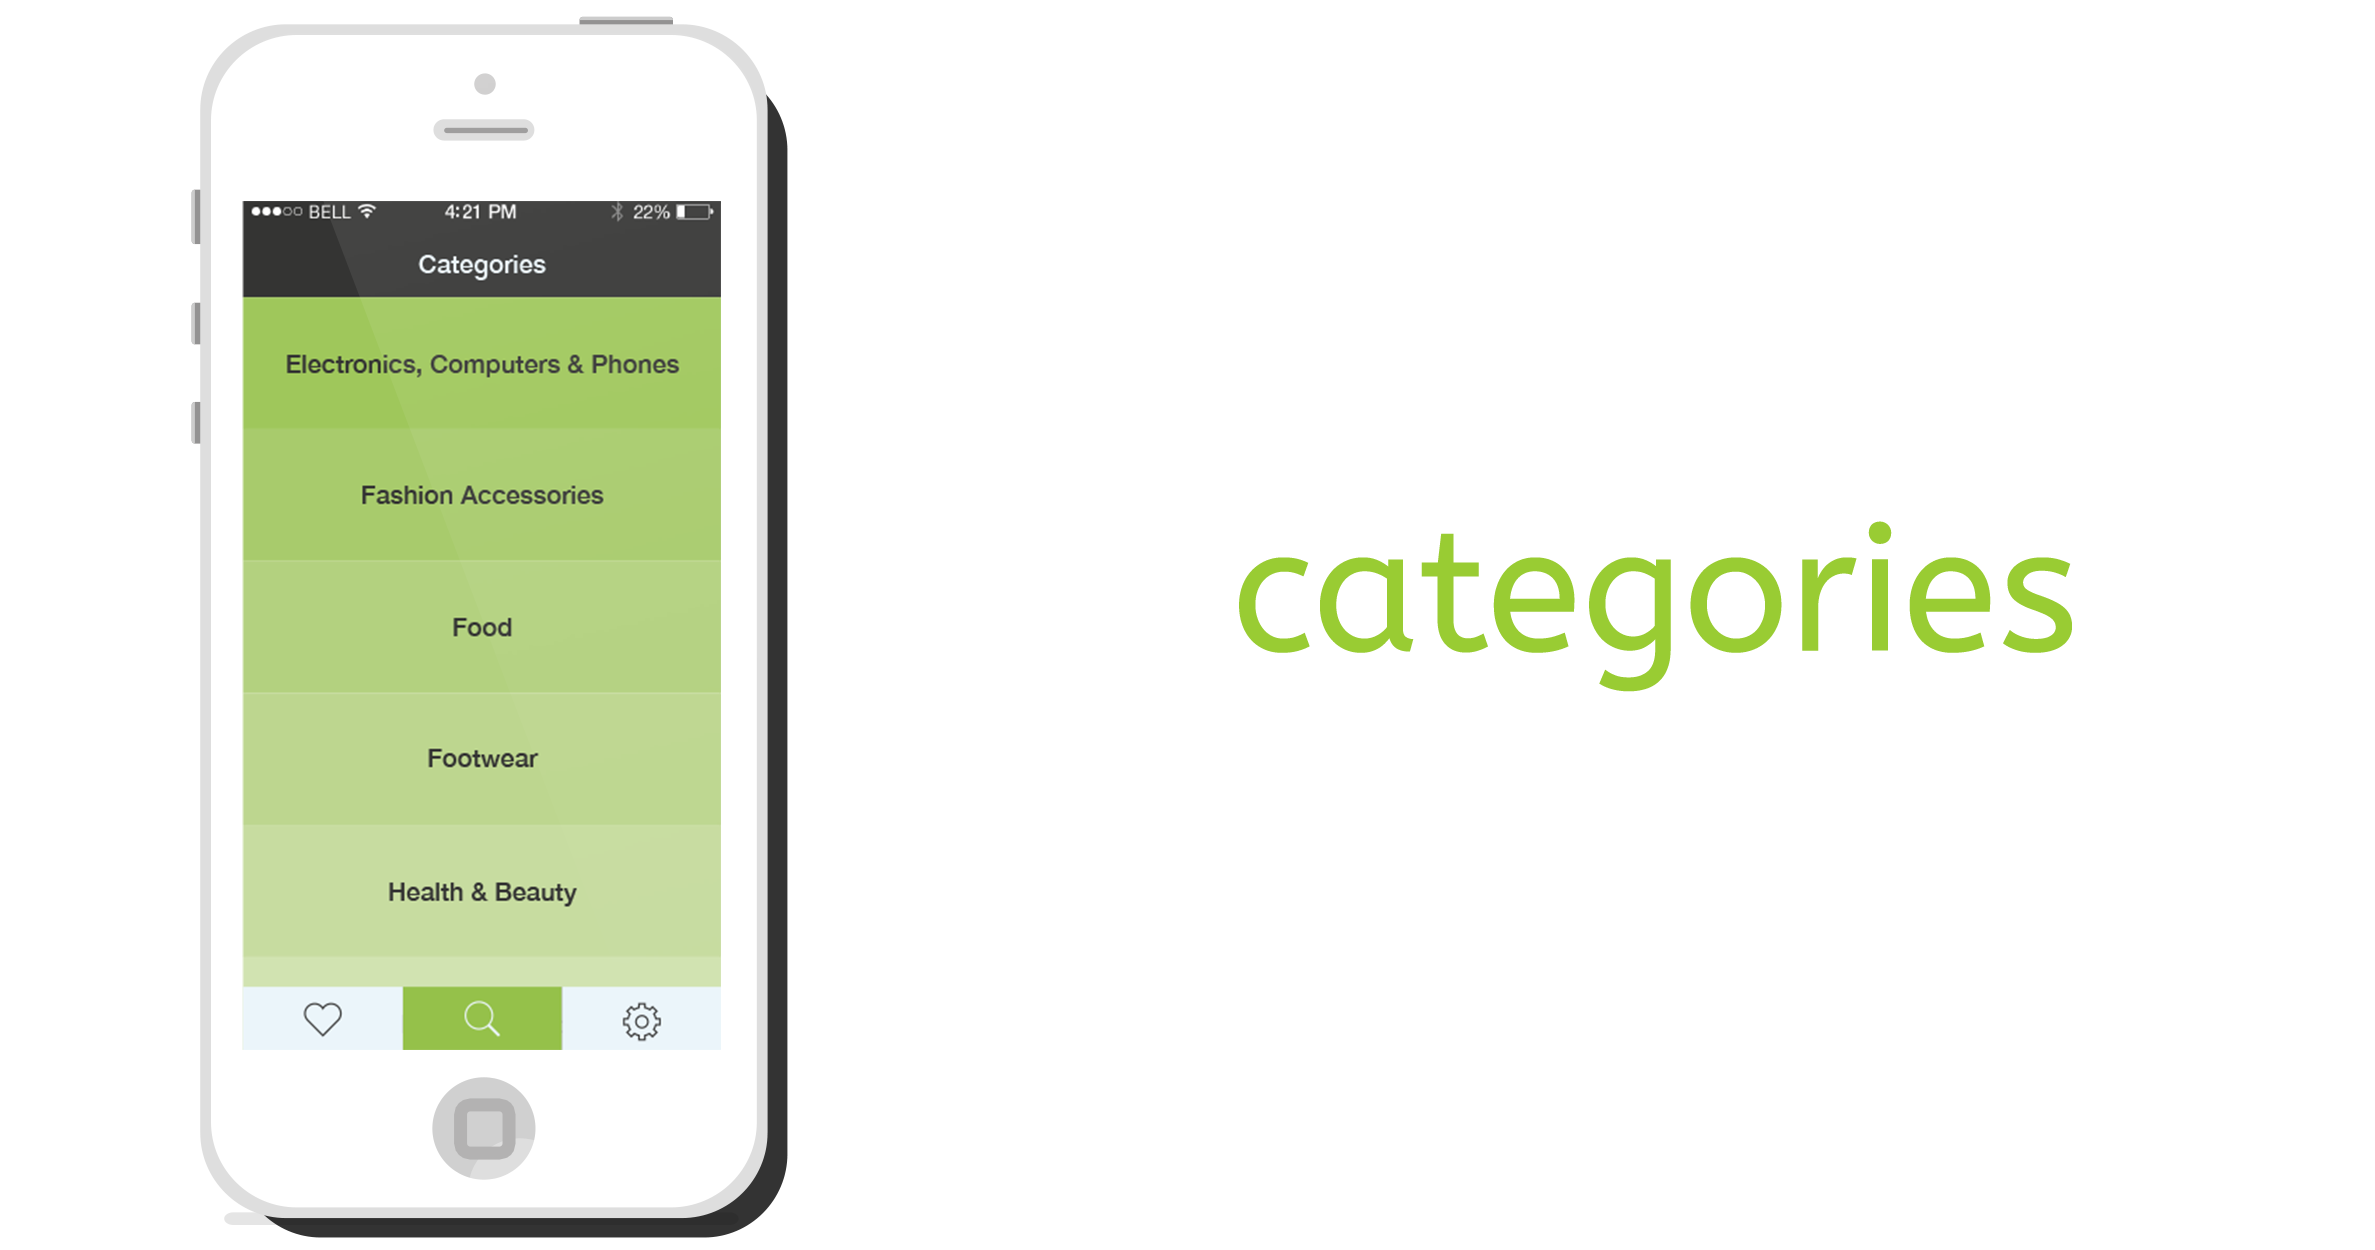 BELL 4:21 PM 22%
Categories
Electronics, Computers & Phones
Fashion Accessories
Food
Footwear
Health & Beauty
categories